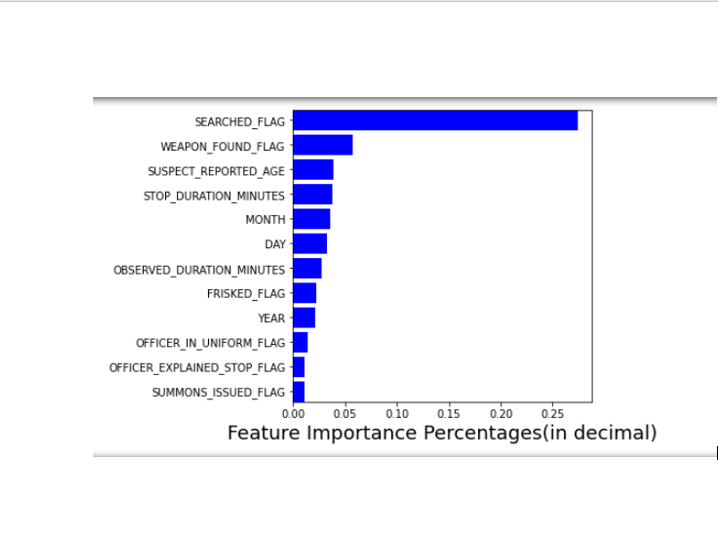 SEARCHED_FLAG
WEAPON_FOUND_FLAG
SUSPECT_REPORTED_AGE
STOP_DURATION_MINUTES
MONTH
DAY
OBSERVED_DURATION_MINUTES
FRISKED_FLAG
YEAR
OFFICER_IN_UNIFORM_FLAG
OFFICER_EXPLAINED_STOP_FLAG
SUMMONS_ISSUED_FLAG
0.00 0.05 0.10 0.15 0.20 0.25
Feature Importance Percentages(in decimal)